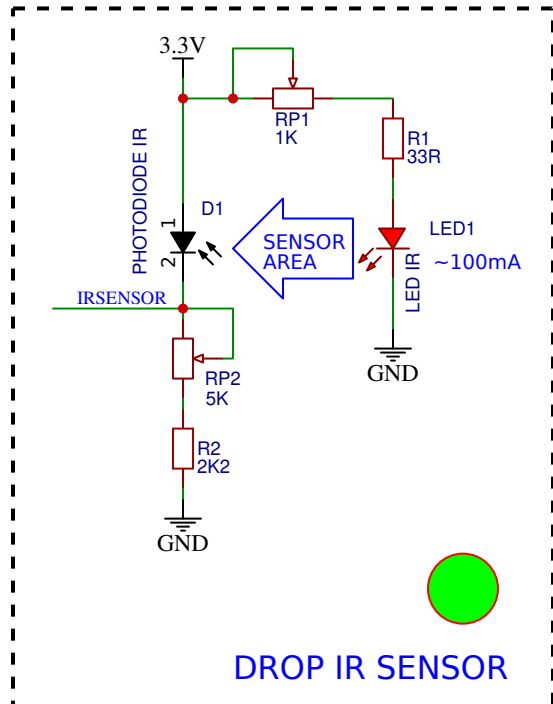 3.3V
RP1
1K
R1
33R
PHOTODIODE IR
1
D1
2
SENSOR
AREA
LED1
~100mA
LED IR
IRSENSOR
GND
RP2
5K
R2
2K2
GND
DROP IR SENSOR